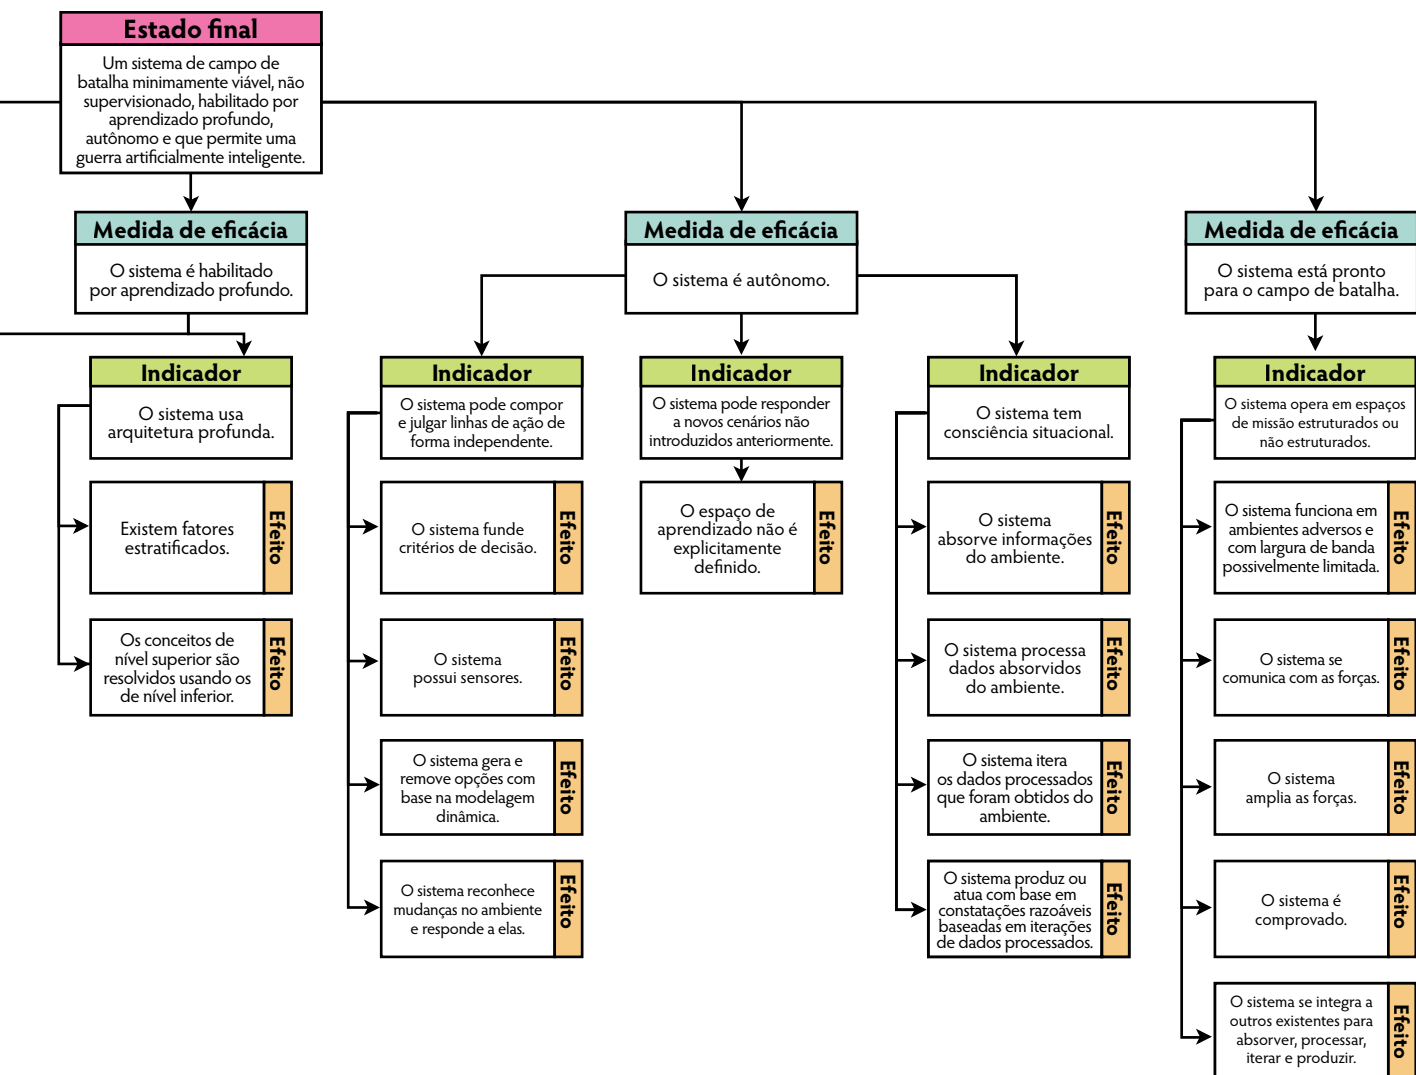 Estado final
Um sistema de campo de
batalha minimamente viável, não
supervisionado, habilitado por
aprendizado profundo,
autônomo e que permite uma
guerra artificialmente inteligente.
Medida de eficácia
O sistema é habilitado
por aprendizado profundo.
Medida de eficácia
O sistema é autônomo.
Medida de eficácia
O sistema está pronto
para o campo de batalha.
Indicador
O sistema usa
arquitetura profunda.
Existem fatores
estratificados.
Efeito
Os conceitos de
nível superior são
resolvidos usando os
de nível inferior.
Efeito
Indicador
O sistema pode compor
e julgar linhas de ação de
forma independente.
O sistema funde
critérios de decisão.
Efeito
O sistema
possui sensores.
Efeito
O sistema gera e
remove opções com
base na modelagem
dinâmica.
Efeito
O sistema reconhece
mudanças no ambiente
e responde a elas.
Efeito
Indicador
O sistema pode responder
a novos cenários não
introduzidos anteriormente.
O espaço de
aprendizado não é
explicitamente
definido.
Efeito
Indicador
O sistema tem
consciência situacional.
O sistema
absorve informações
do ambiente.
Efeito
O sistema processa
dados absorvidos
do ambiente.
Efeito
O sistema itera
os dados processados
que foram obtidos do
ambiente.
Efeito
O sistema produz ou
atua com base em
constatações razoáveis
baseadas em iterações
de dados processados.
Efeito
Indicador
O sistema opera em espaços
de missão estruturados ou
não estruturados.
O sistema funciona em
ambientes adversos e
com largura de banda
possivelmente limitada.
Efeito
O sistema se
comunica com as forças.
Efeito
O sistema
amplia as forças.
Efeito
O sistema é
comprovado.
Efeito
O sistema se integra a
outros existentes para
absorver, processar,
iterar e produzir.
Efeito